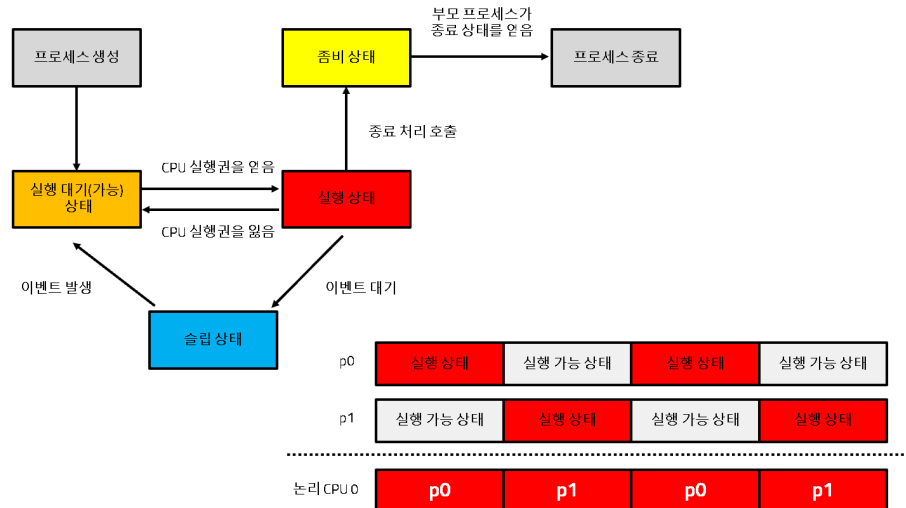 부모 프로세스가
종료 상태를 얻음
프로세스 생성
좀비 상태
프로세스 종료
종료 처리 호출
CPU 실행권을 얻음
실행 대기(가능)
상태
실행 상태
CPU 실행권을 잃음
이벤트 발생
이벤트 대기
슬립 상태
p0 실행 상태 실행 가능 상태 실행 상태 실행 가능 상태
p1 실행 가능 상태 실행 상태 실행 가능 상태 실행 상태
논리 CPU 0 p0 p1 p0 p1